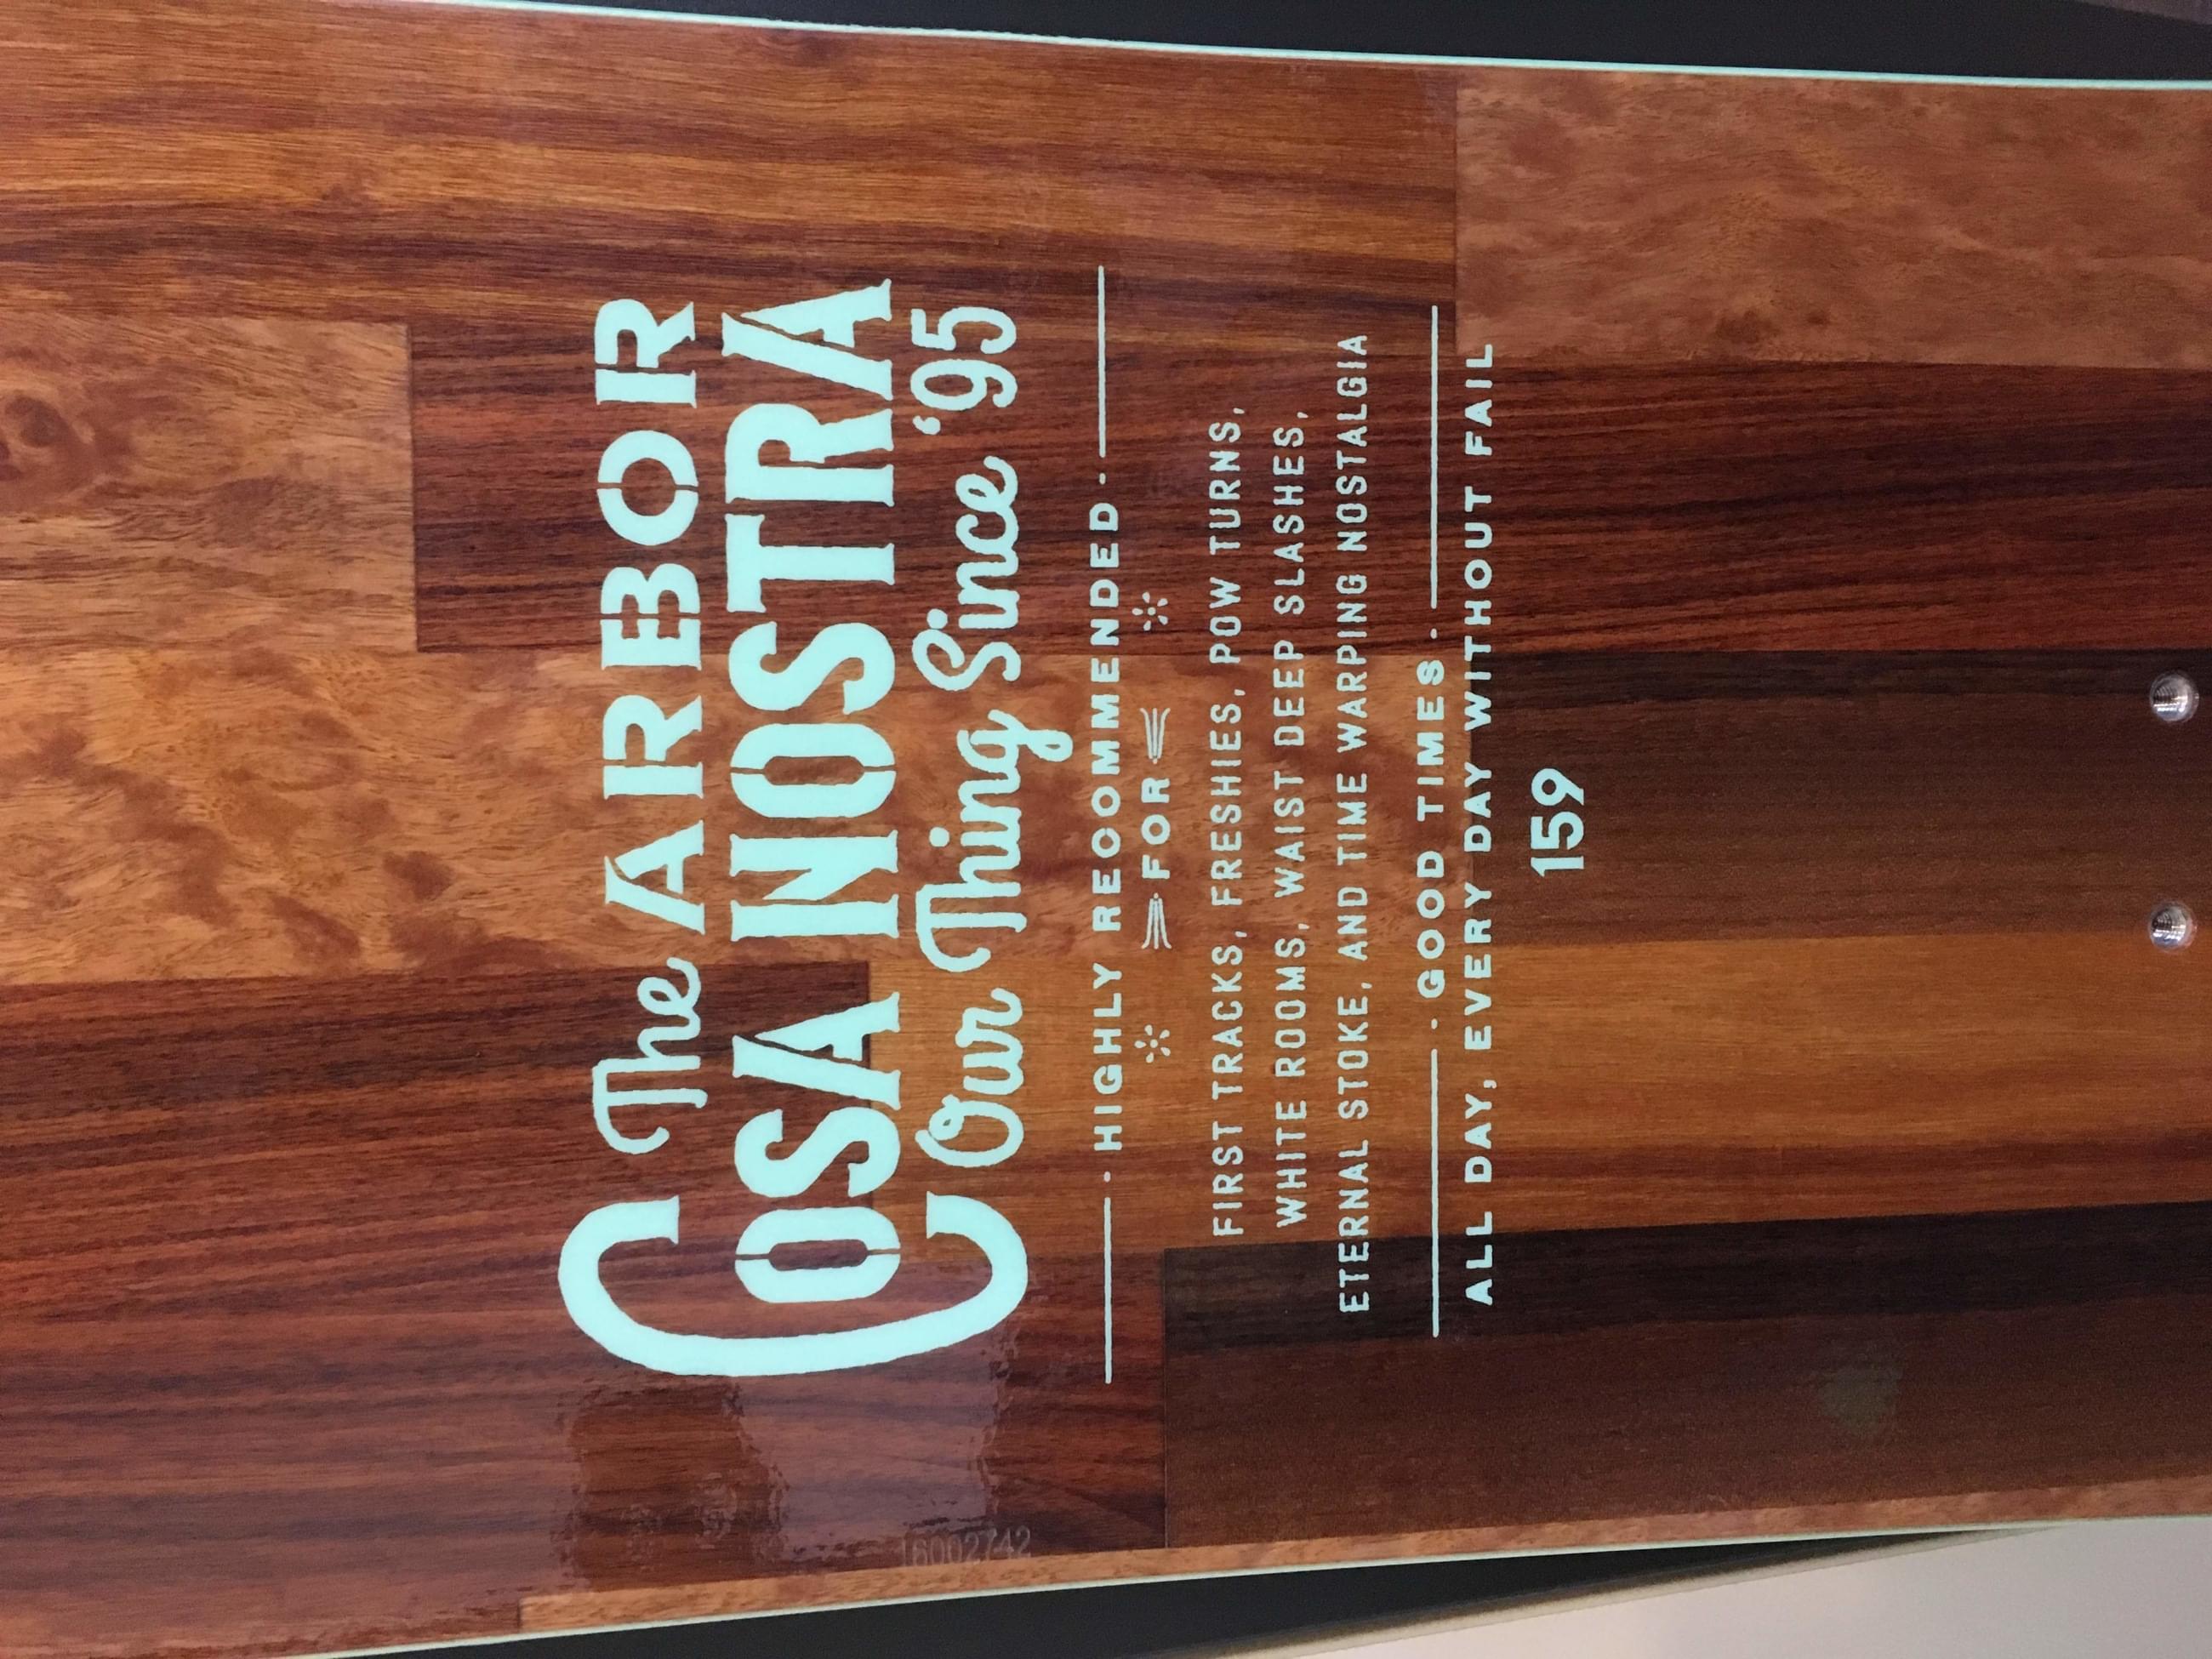 The ARBOR
COSA NOSTRA
Our Thing Since '95
· HIGHLY RECOMMENDED ·
FOR
FIRST TRACKS, FRESHIES, POW TURNS,
WHITE ROOMS, WAIST DEEP SLASHES,
ETERNAL STOKE, AND TIME WARPING NOSTALGIA
· GOOD TIMES ·
ALL DAY, EVERY DAY WITHOUT FAIL
159
16002742